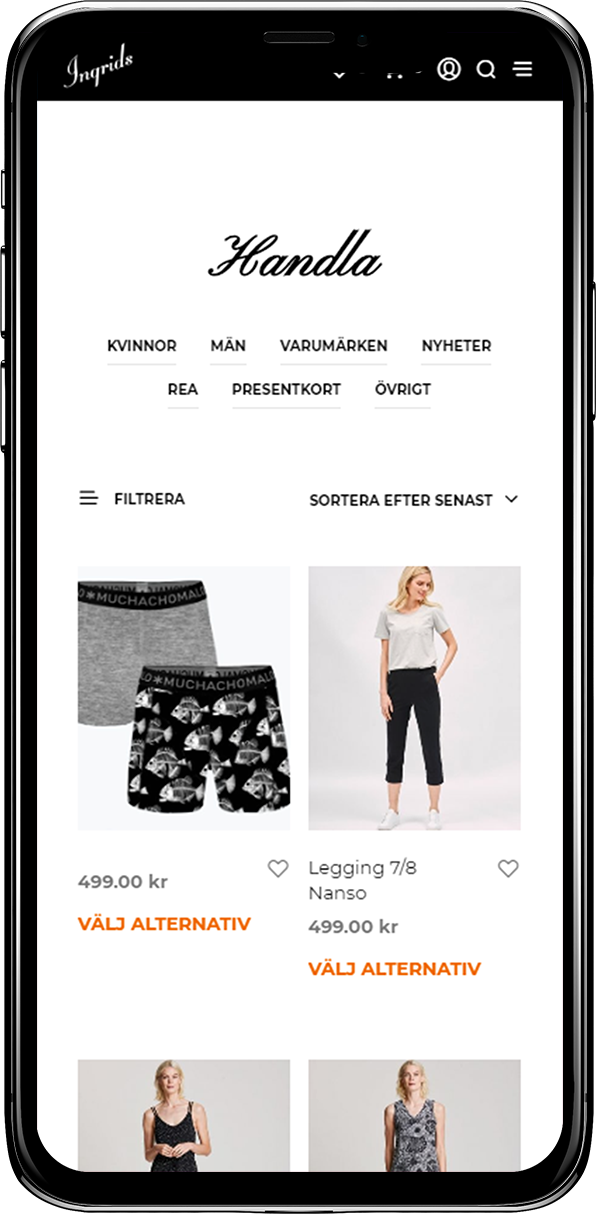 Ingrids
Handla
KVINNOR MÄN VARUMÄRKEN NYHETER
REA PRESENTKORT ÖVRIGT
FILTRERA SORTERA EFTER SENAST
MUCHACHOMALO
MUCHACHOMALO
Legging 7/8
Nanso
499.00 kr
VÄLJ ALTERNATIV
499.00 kr
VÄLJ ALTERNATIV